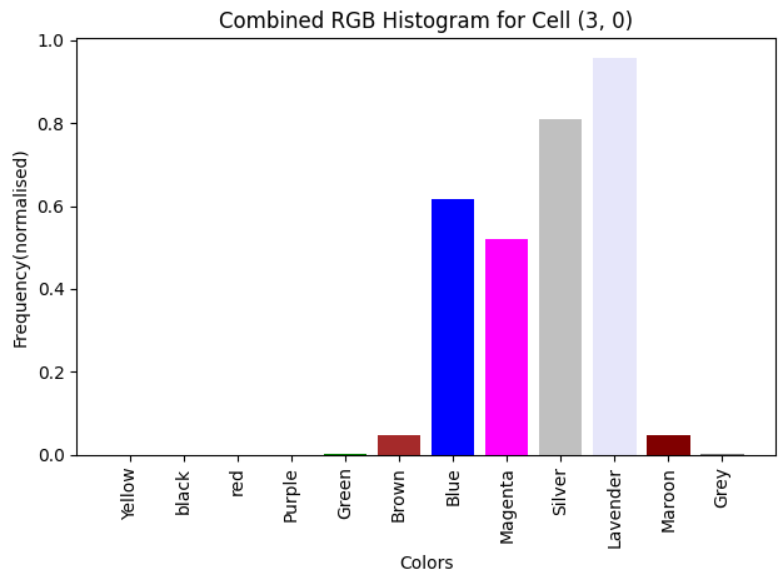 Combined RGB Histogram for Cell (3, 0)
Frequency(normalised)
1.0
0.8
0.6
0.4
0.2
0.0
Yellow
black
red
Purple
Green
Brown
Blue
Magenta
Silver
Lavender
Maroon
Grey
Colors